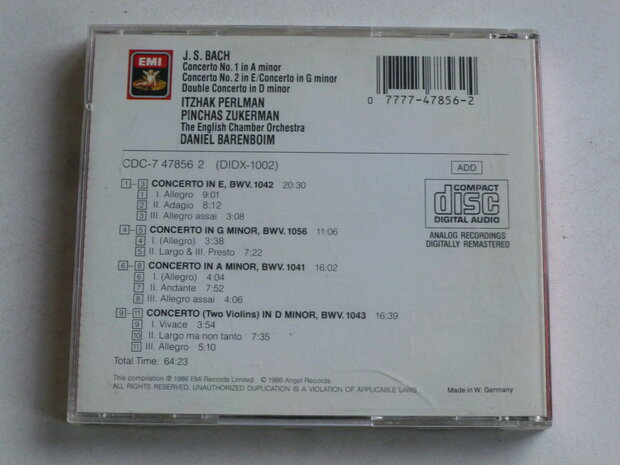 EMI
J. S. BACH
Concerto No. 1 in A minor
Concerto No. 2 in E/Concerto in G minor
Double Concerto in D minor
ITZHAK PERLMAN
PINCHAS ZUKERMAN
The English Chamber Orchestra
DANIEL BARENBOIM
0 7777-47856-2
CDC-7 47856 2 (DIDX-1002)
ADD
1-3 CONCERTO IN E, BWV. 1042 20:30
1 I. Allegro 9:01
2 II. Adagio 8:12
3 III. Allegro assai 3:08
4-5 CONCERTO IN G MINOR, BWV. 1056 11:06
4 I. (Allegro) 3:38
5 II. Largo & III. Presto 7:22
6-8 CONCERTO IN A MINOR, BWV. 1041 16:02
6 I. (Allegro) 4:04
7 II. Andante 7:52
8 III. Allegro assai 4:06
9-11 CONCERTO (Two Violins) IN D MINOR, BWV. 1043 16:39
9 I. Vivace 3:54
10 II. Largo ma non tanto 7:35
11 III. Allegro 5:10
Total Time: 64:23
COMPACT
disc
DIGITAL AUDIO
ANALOG RECORDINGS
DIGITALLY REMASTERED
This compilation ℗ 1986 EMI Records Limited © 1986 Angel Records
ALL RIGHTS RESERVED. UNAUTHORIZED DUPLICATION IS A VIOLATION OF APPLICABLE LAWS.
Made in W. Germany